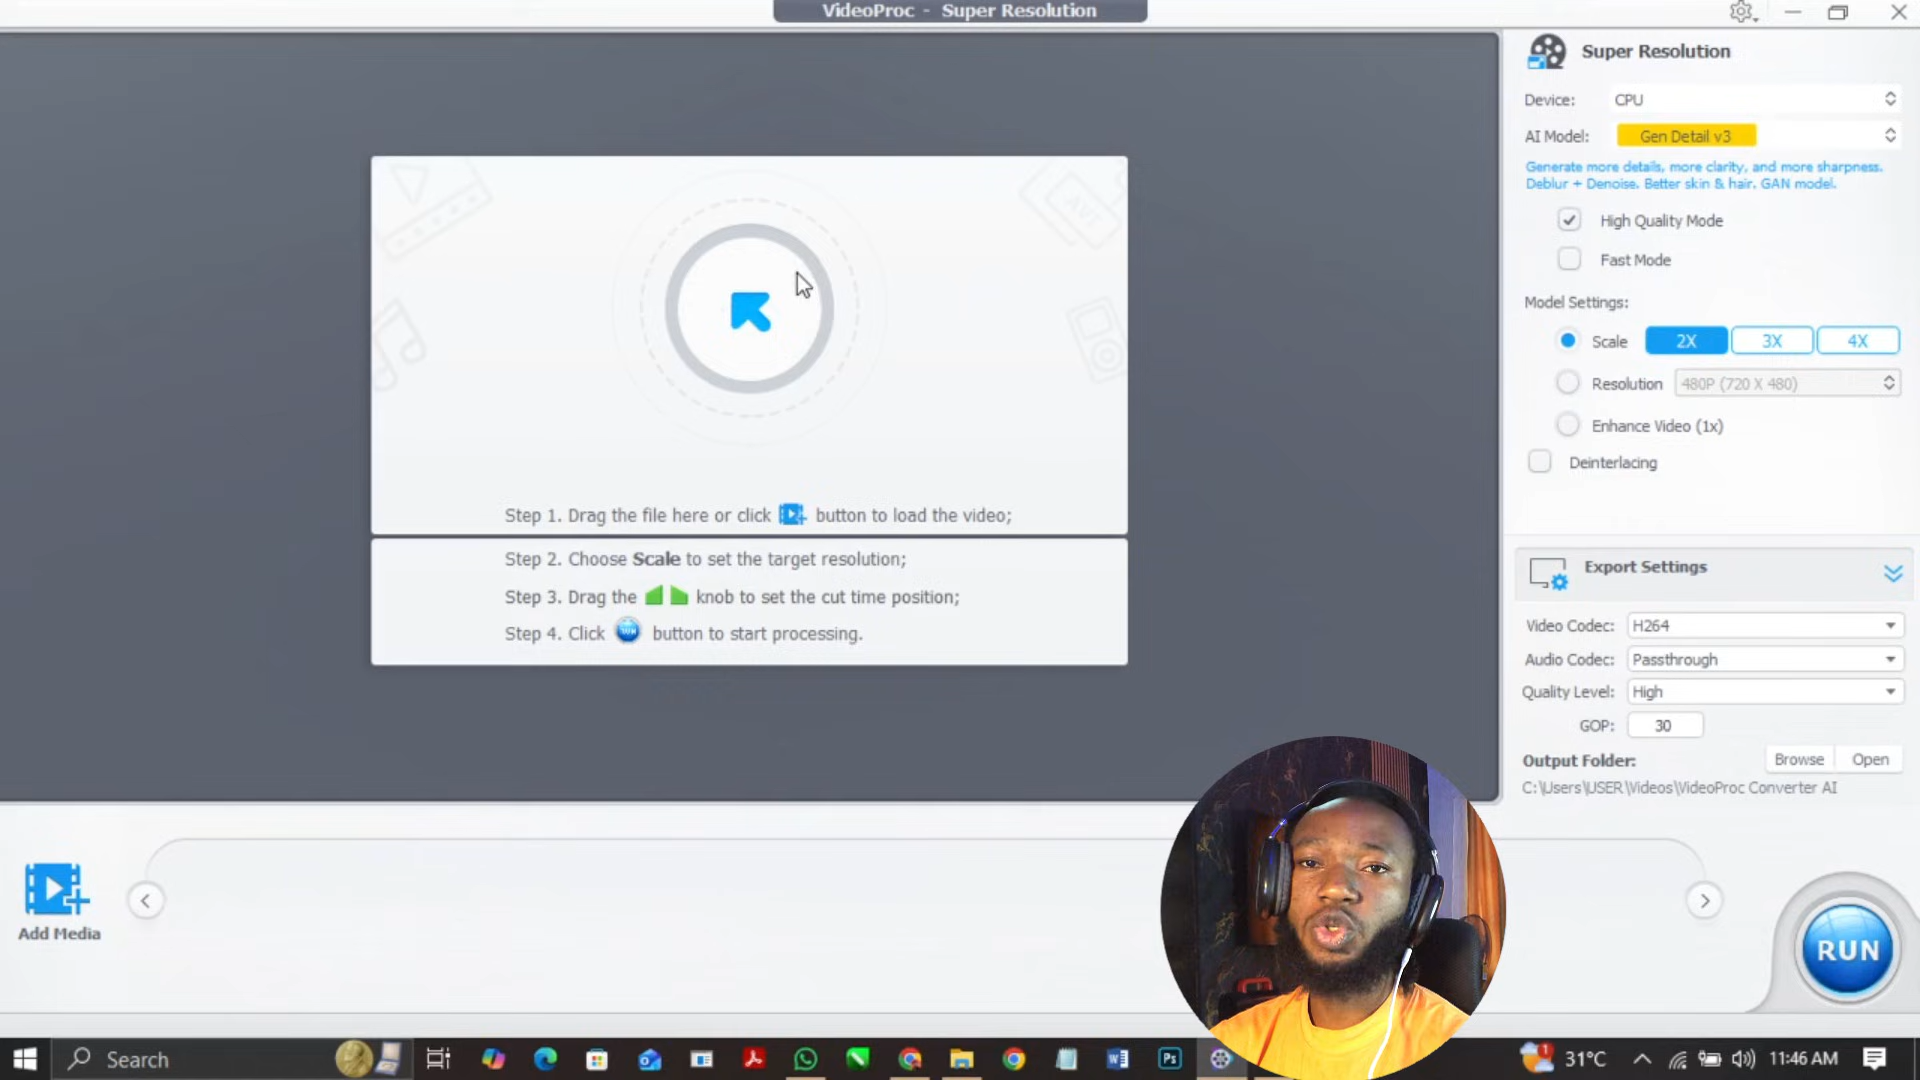 VideoProc - Super Resolution
Super Resolution
Device: CPU
AI Model: Gen Detail v3
Generate more details, more clarity, and more sharpness.
Deblur + Denoise. Better skin & hair. GAN model.
High Quality Mode
Fast Mode
Model Settings:
Scale 2X 3X 4X
Resolution 480P (720 X 480)
Enhance Video (1x)
Deinterlacing
Step 1. Drag the file here or click button to load the video;
Step 2. Choose Scale to set the target resolution;
Step 3. Drag the knob to set the cut time position;
Step 4. Click button to start processing.
Export Settings
Video Codec: H264
Audio Codec: Passthrough
Quality Level: High
GOP: 30
Output Folder: Browse Open
C:\Users\USER\Videos\VideoProc Converter AI
Add Media
RUN
Search
Ps
1
31°C
11:46 AM